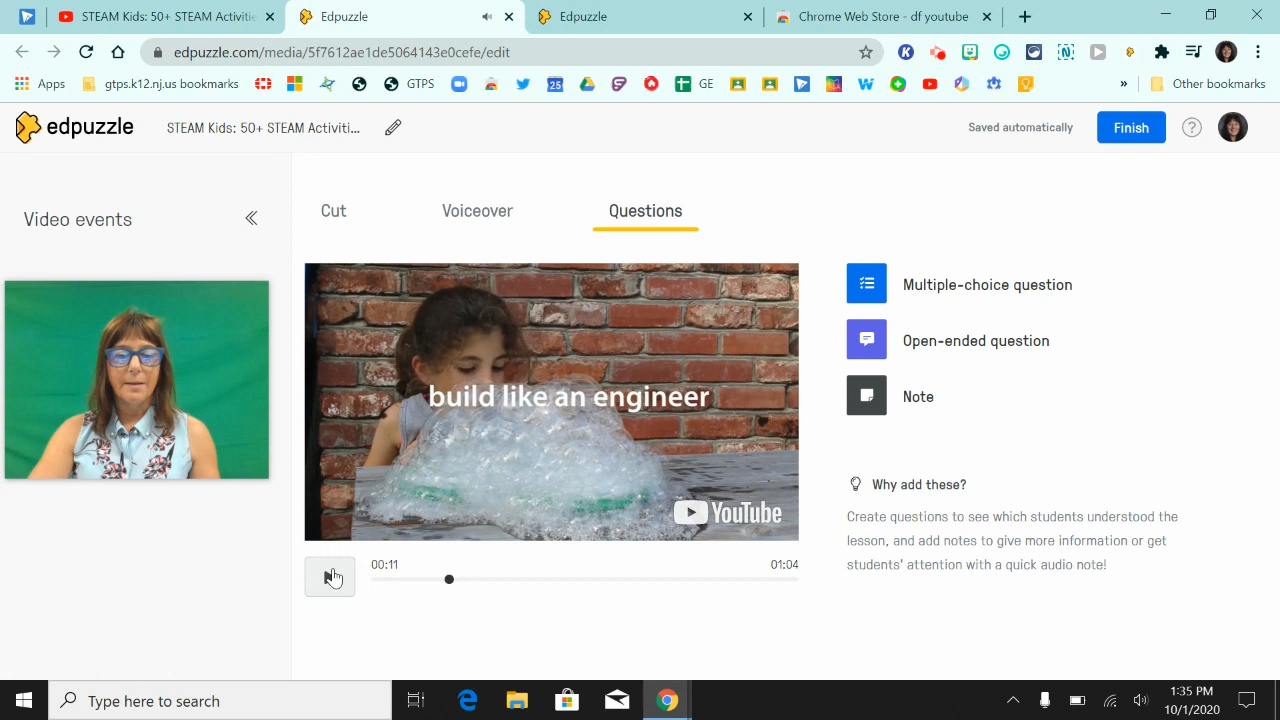 STEAM Kids: 50+ STEAM Activitie
Edpuzzle
Edpuzzle
Chrome Web Store - df youtube
edpuzzle.com/media/5f7612ae1de5064143e0cefe/edit
Apps
gtps.k12.nj.us bookmarks
GTPS
25
GE
»
Other bookmarks
edpuzzle
STEAM Kids: 50+ STEAM Activiti...
Saved automatically
Finish
?
Video events
Cut
Voiceover
Questions
build like an engineer
YouTube
00:11
01:04
Multiple-choice question
Open-ended question
Note
Why add these?
Create questions to see which students understood the
lesson, and add notes to give more information or get
students' attention with a quick audio note!
Type here to search
1:35 PM
10/1/2020